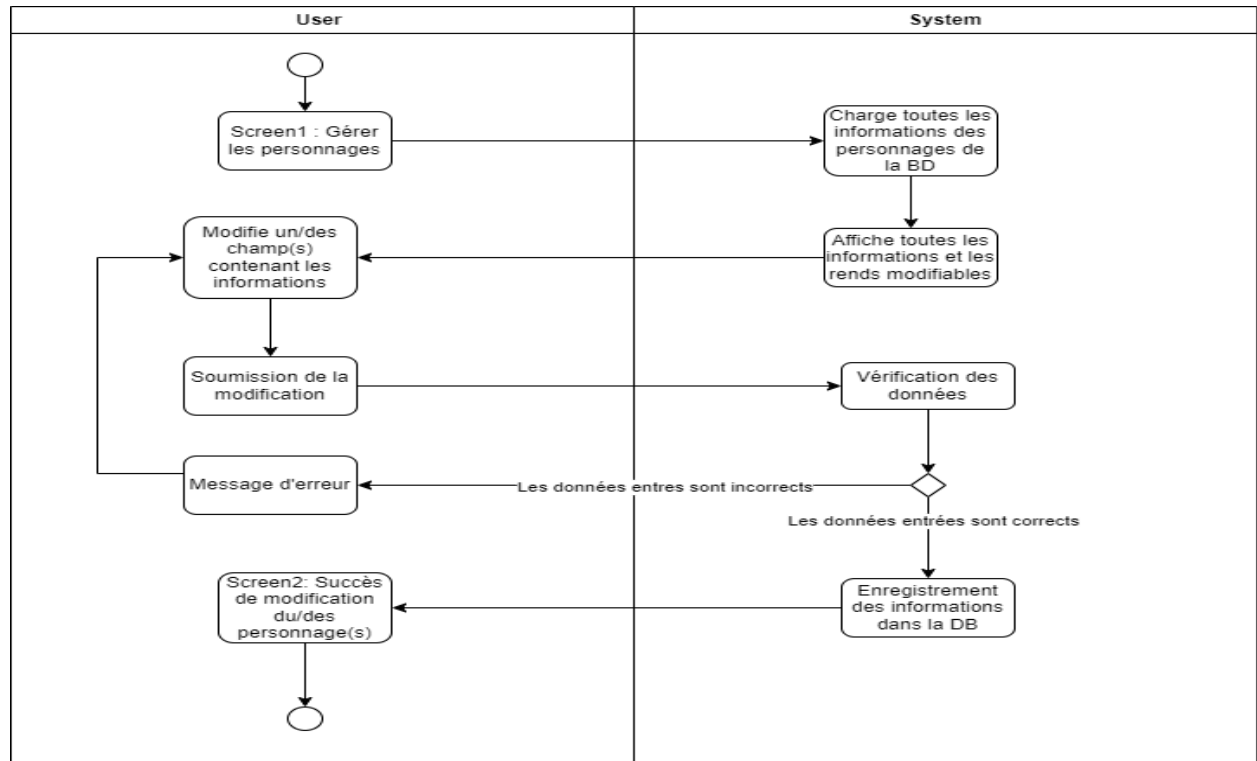 User
System
Screen1 : Gérer
les personnages
Charge toutes les
informations des
personnages de
la BD
Modifie un/des
champ(s)
contenant les
informations
Affiche toutes les
informations et les
rends modifiables
Soumission de la
modification
Vérification des
données
Message d'erreur
Les données entres sont incorrects
Les données entrées sont corrects
Screen2: Succès
de modification
du/des
personnage(s)
Enregistrement
des informations
dans la DB